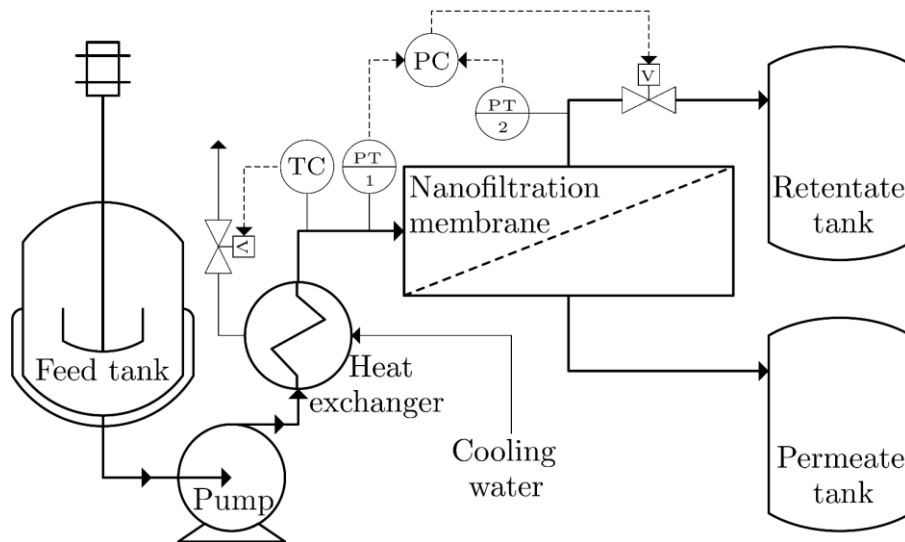 PC
V
PT
2
TC
PT
1
V
Nanofiltration
membrane
Retentate
tank
Feed tank
Heat
exchanger
Cooling
water
Pump
Permeate
tank